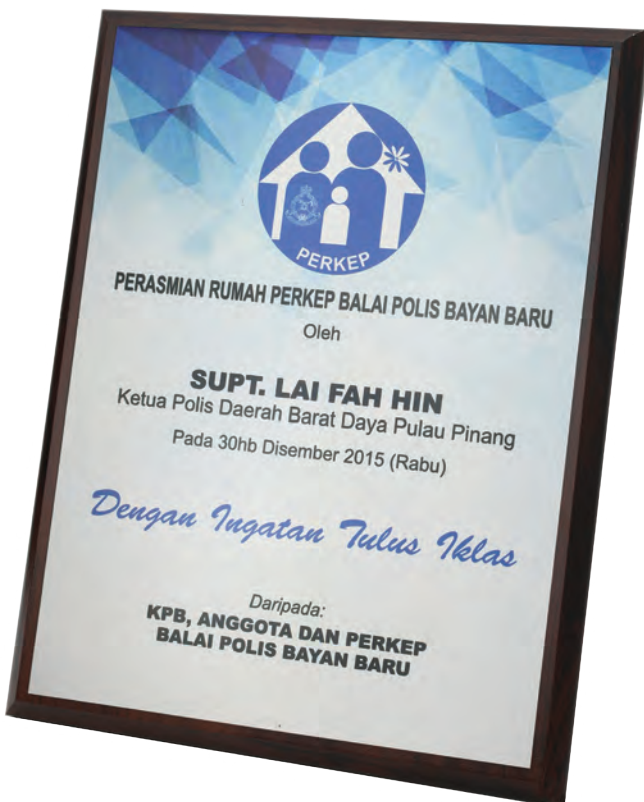 PERKEP
PERASMIAN RUMAH PERKEP BALAI POLIS BAYAN BARU
Oleh
SUPT. LAI FAH HIN
Ketua Polis Daerah Barat Daya Pulau Pinang
Pada 30hb Disember 2015 (Rabu)
Dengan Ingatan Tulus Iklas
Daripada:
KPB, ANGGOTA DAN PERKEP
BALAI POLIS BAYAN BARU